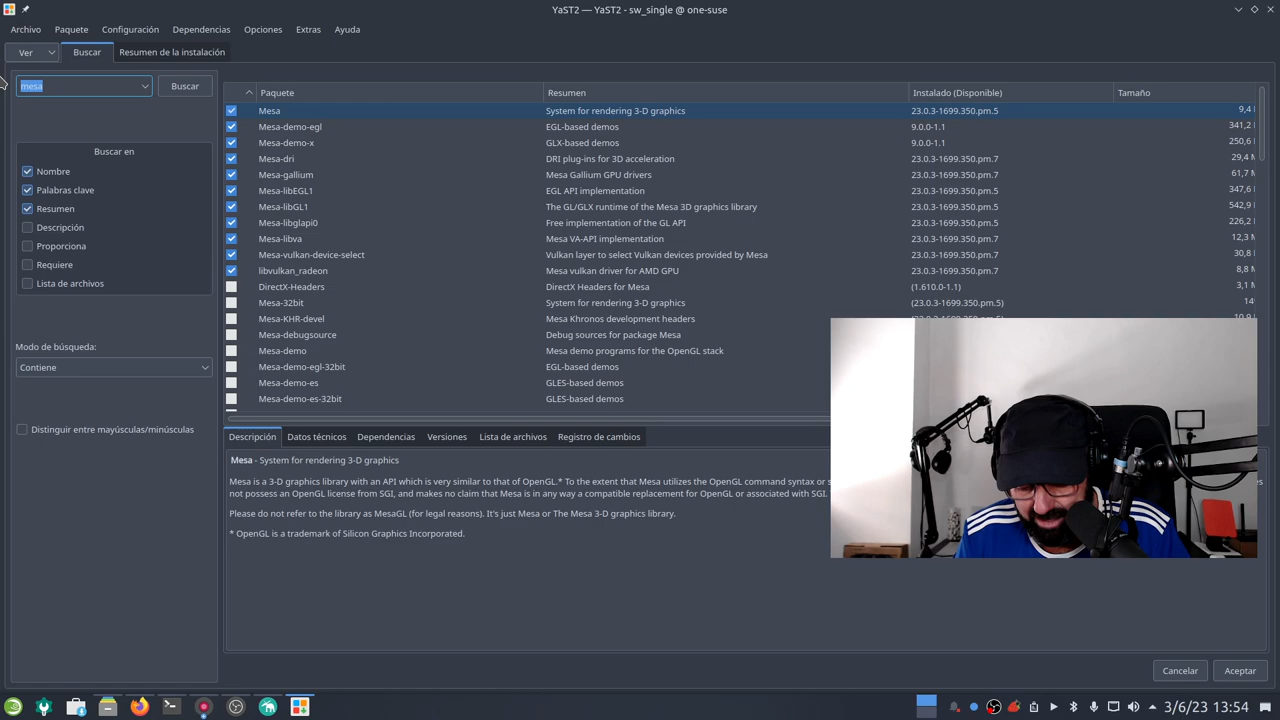 YaST2 — YaST2 - sw_single @ one-suse
Archivo Paquete Configuración Dependencias Opciones Extras Ayuda
Ver Buscar Resumen de la instalación
mesa Buscar
Buscar en
Nombre
Palabras clave
Resumen
Descripción
Proporciona
Requiere
Lista de archivos
Modo de búsqueda:
Contiene
Distinguir entre mayúsculas/minúsculas
Paquete Resumen Instalado (Disponible) Tamaño
Mesa System for rendering 3-D graphics 23.0.3-1699.350.pm.5 9,4
Mesa-demo-egl EGL-based demos 9.0.0-1.1 341,2
Mesa-demo-x GLX-based demos 9.0.0-1.1 250,6
Mesa-dri DRI plug-ins for 3D acceleration 23.0.3-1699.350.pm.7 29,4
Mesa-gallium Mesa Gallium GPU drivers 23.0.3-1699.350.pm.7 61,7
Mesa-libEGL1 EGL API implementation 23.0.3-1699.350.pm.5 347,6
Mesa-libGL1 The GL/GLX runtime of the Mesa 3D graphics library 23.0.3-1699.350.pm.5 542,9
Mesa-libglapi0 Free implementation of the GL API 23.0.3-1699.350.pm.5 226,2
Mesa-libva Mesa VA-API implementation 23.0.3-1699.350.pm.7 12,3
Mesa-vulkan-device-select Vulkan layer to select Vulkan devices provided by Mesa 23.0.3-1699.350.pm.7 30,8
libvulkan_radeon Mesa vulkan driver for AMD GPU 23.0.3-1699.350.pm.7 8,8
DirectX-Headers DirectX Headers for Mesa (1.610.0-1.1) 3,1
Mesa-32bit System for rendering 3-D graphics (23.0.3-1699.350.pm.5)
Mesa-KHR-devel Mesa Khronos development headers
Mesa-debugsource Debug sources for package Mesa
Mesa-demo Mesa demo programs for the OpenGL stack
Mesa-demo-egl-32bit EGL-based demos
Mesa-demo-es GLES-based demos
Mesa-demo-es-32bit GLES-based demos
Descripción Datos técnicos Dependencias Versiones Lista de archivos Registro de cambios
Mesa - System for rendering 3-D graphics
Mesa is a 3-D graphics library with an API which is very similar to that of OpenGL.* To the extent that Mesa utilizes the OpenGL command syntax or
not possess an OpenGL license from SGI, and makes no claim that Mesa is in any way a compatible replacement for OpenGL or associated with SGI.
Please do not refer to the library as MesaGL (for legal reasons). It's just Mesa or The Mesa 3-D graphics library.
* OpenGL is a trademark of Silicon Graphics Incorporated.
Cancelar Aceptar
3/6/23 13:54